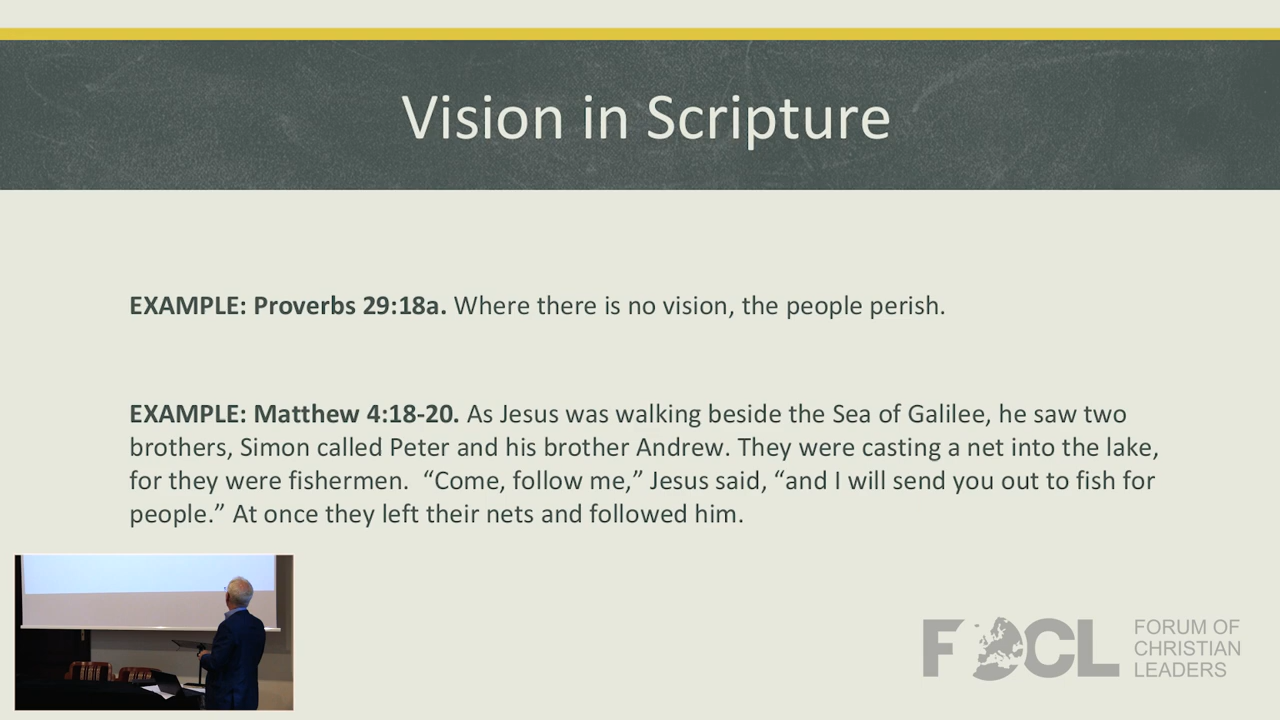 Vision in Scripture
EXAMPLE: Proverbs 29:18a. Where there is no vision, the people perish.
EXAMPLE: Matthew 4:18-20. As Jesus was walking beside the Sea of Galilee, he saw two
brothers, Simon called Peter and his brother Andrew. They were casting a net into the lake,
for they were fishermen.  “Come, follow me,” Jesus said, “and I will send you out to fish for
people.” At once they left their nets and followed him.
FOCL
FORUM OF
CHRISTIAN
LEADERS